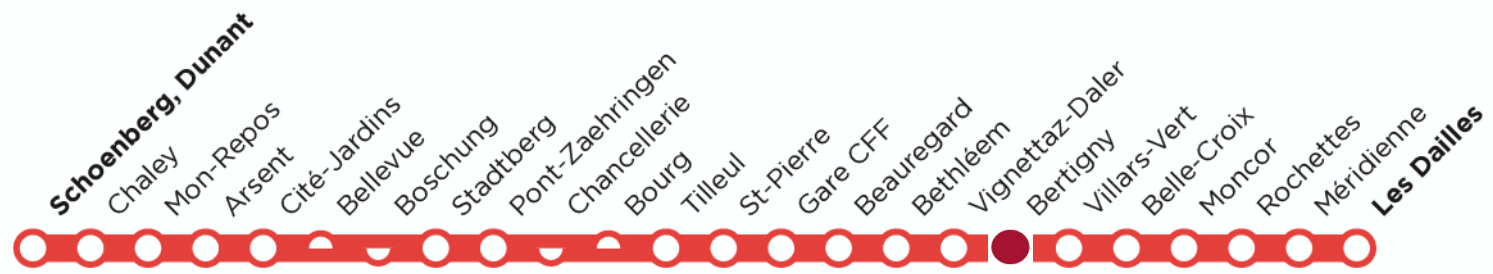 Schoenberg, Dunant
Chaley
Mon-Repos
Arsent
Cité-Jardins
Bellevue
Boschung
Stadtberg
Pont-Zaehringen
Chancellerie
Bourg
Tilleul
St-Pierre
Gare CFF
Beauregard
Bethléem
Vignettaz-Daler
Bertigny
Villars-Vert
Belle-Croix
Moncor
Rochettes
Méridienne
Les Dailles